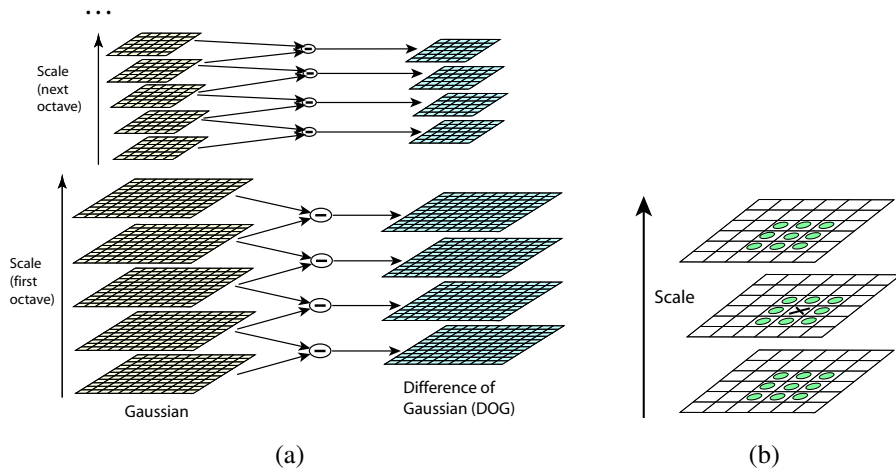 ...
Scale
(next
octave)
Scale
(first
octave)
Gaussian
Difference of
Gaussian (DOG)
(a)
Scale
(b)